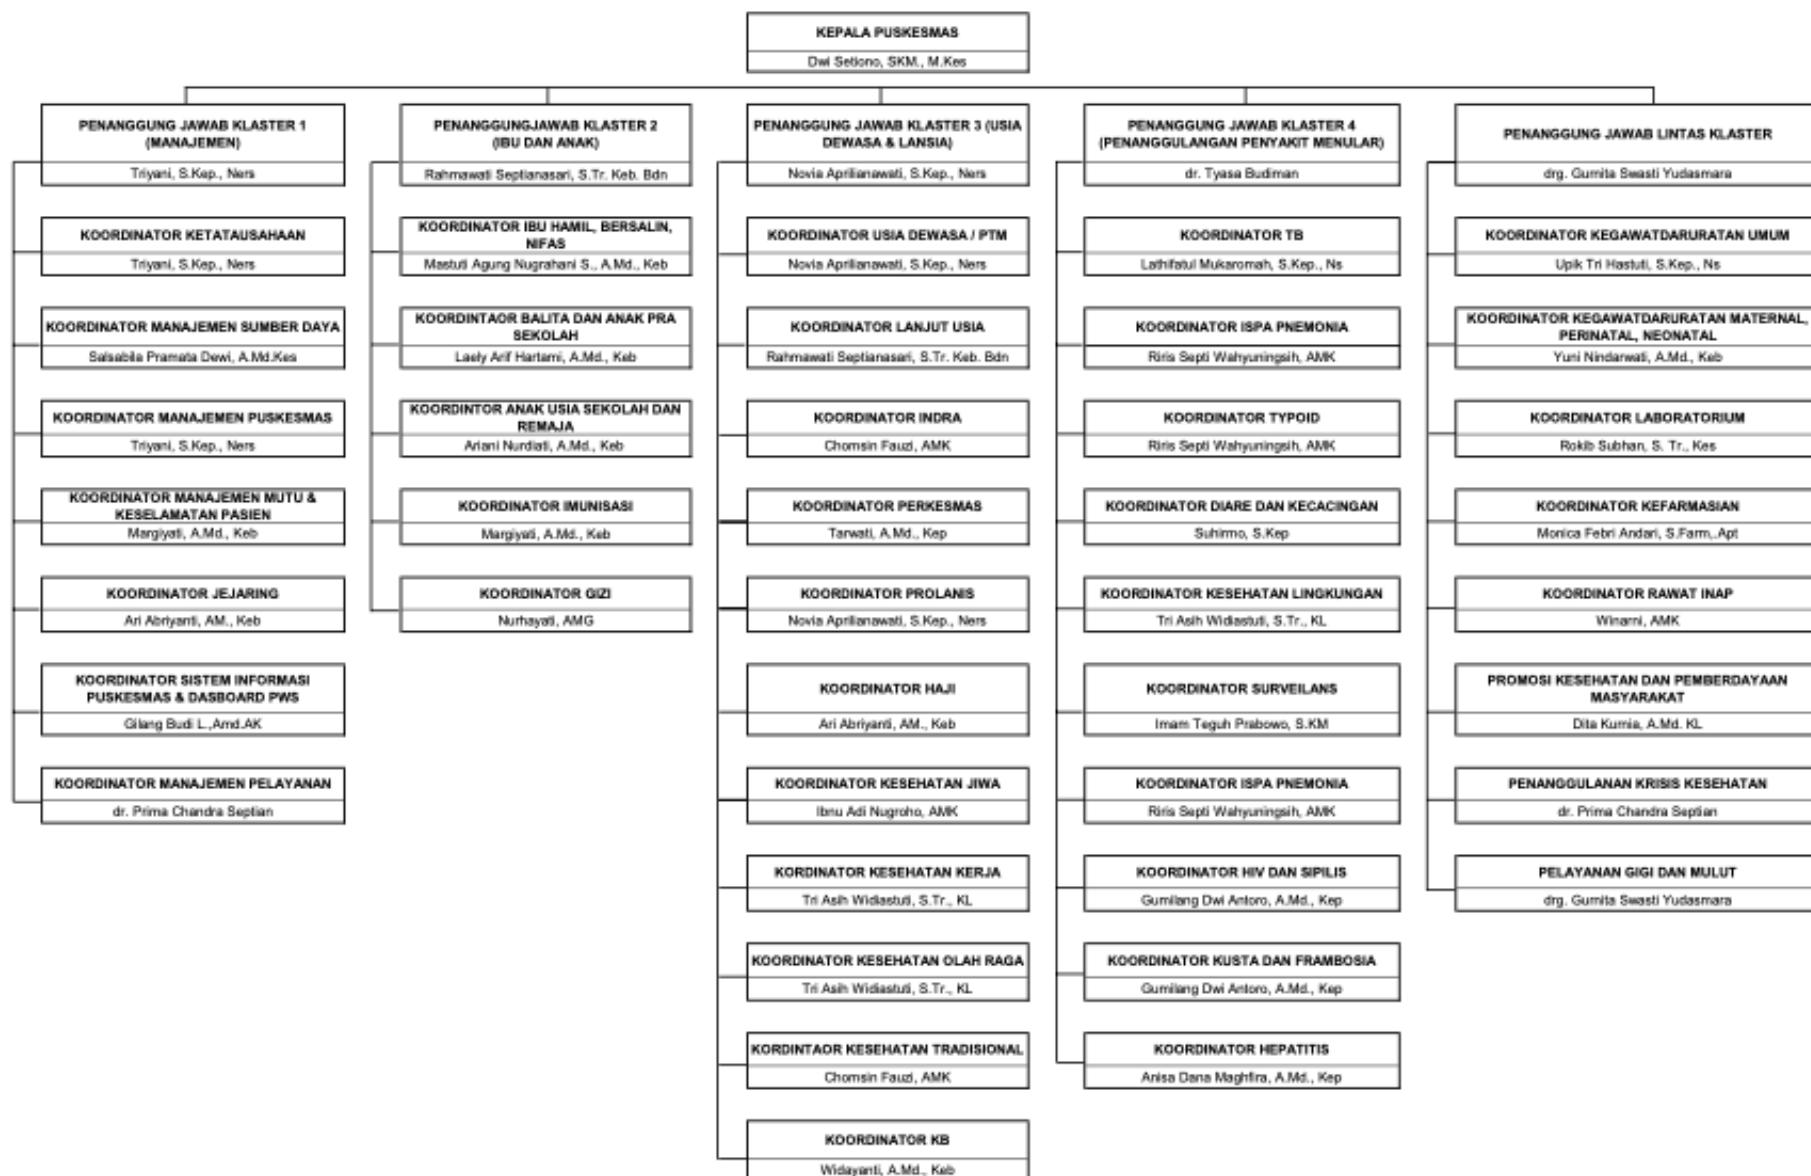 KEPALA PUSKESMAS
Dwi Setiono, SKM., M.Kes
PENANGGUNG JAWAB KLASTER 1
(MANAJEMEN)
Triyani, S.Kep., Ners
KOORDINATOR KETATAUSAHAAN
Triyani, S.Kep., Ners
KOORDINATOR MANAJEMEN SUMBER DAYA
Salsabila Pramata Dewi, A.Md.Kes
KOORDINATOR MANAJEMEN PUSKESMAS
Triyani, S.Kep., Ners
KOORDINATOR MANAJEMEN MUTU &
KESELAMATAN PASIEN
Margiyati, A.Md., Keb
KOORDINATOR JEJARING
Ari Abriyanti, AM., Keb
KOORDINATOR SISTEM INFORMASI
PUSKESMAS & DASBOARD PWS
Gilang Budi L.,Amd.AK
KOORDINATOR MANAJEMEN PELAYANAN
dr. Prima Chandra Septian
PENANGGUNGJAWAB KLASTER 2
(IBU DAN ANAK)
Rahmawati Septianasari, S.Tr. Keb. Bdn
KOORDINATOR IBU HAMIL, BERSALIN,
NIFAS
Mastuti Agung Nugrahani S., A.Md., Keb
KOORDINTAOR BALITA DAN ANAK PRA
SEKOLAH
Laely Arif Hartami, A.Md., Keb
KOORDINTOR ANAK USIA SEKOLAH DAN
REMAJA
Ariani Nurdiati, A.Md., Keb
KOORDINATOR IMUNISASI
Margiyati, A.Md., Keb
KOORDINATOR GIZI
Nurhayati, AMG
PENANGGUNG JAWAB KLASTER 3 (USIA
DEWASA & LANSIA)
Novia Aprilianawati, S.Kep., Ners
KOORDINATOR USIA DEWASA / PTM
Novia Aprilianawati, S.Kep., Ners
KOORDINATOR LANJUT USIA
Rahmawati Septianasari, S.Tr. Keb. Bdn
KOORDINATOR INDRA
Chomsin Fauzi, AMK
KOORDINATOR PERKESMAS
Tarwati, A.Md., Kep
KOORDINATOR PROLANIS
Novia Aprilianawati, S.Kep., Ners
KOORDINATOR HAJI
Ari Abriyanti, AM., Keb
KOORDINATOR KESEHATAN JIWA
Ibnu Adi Nugroho, AMK
KORDINATOR KESEHATAN KERJA
Tri Asih Widiastuti, S.Tr., KL
KOORDINATOR KESEHATAN OLAH RAGA
Tri Asih Widiastuti, S.Tr., KL
KORDINTAOR KESEHATAN TRADISIONAL
Chomsin Fauzi, AMK
KOORDINATOR KB
Widayanti, A.Md., Keb
PENANGGUNG JAWAB KLASTER 4
(PENANGGULANGAN PENYAKIT MENULAR)
dr. Tyasa Budiman
KOORDINATOR TB
Lathifatul Mukaromah, S.Kep., Ns
KOORDINATOR ISPA PNEMONIA
Riris Septi Wahyuningsih, AMK
KOORDINATOR TYPOID
Riris Septi Wahyuningsih, AMK
KOORDINATOR DIARE DAN KECACINGAN
Suhirno, S.Kep
KOORDINATOR KESEHATAN LINGKUNGAN
Tri Asih Widiastuti, S.Tr., KL
KOORDINATOR SURVEILANS
Imam Teguh Prabowo, S.KM
KOORDINATOR ISPA PNEMONIA
Riris Septi Wahyuningsih, AMK
KOORDINATOR HIV DAN SIPILIS
Gumilang Dwi Antoro, A.Md., Kep
KOORDINATOR KUSTA DAN FRAMBOSIA
Gumilang Dwi Antoro, A.Md., Kep
KOORDINATOR HEPATITIS
Anisa Dana Maghfira, A.Md., Kep
PENANGGUNG JAWAB LINTAS KLASTER
drg. Gumita Swasti Yudasmara
KOORDINATOR KEGAWATDARURATAN UMUM
Upik Tri Hastuti, S.Kep., Ns
KOORDINATOR KEGAWATDARURATAN MATERNAL,
PERINATAL, NEONATAL
Yuni Nindarwati, A.Md., Keb
KOORDINATOR LABORATORIUM
Rokib Subhan, S. Tr., Kes
KOORDINATOR KEFARMASIAN
Monica Febri Andari, S.Farm,.Apt
KOORDINATOR RAWAT INAP
Winarni, AMK
PROMOSI KESEHATAN DAN PEMBERDAYAAN
MASYARAKAT
Dita Kurnia, A.Md. KL
PENANGGULANAN KRISIS KESEHATAN
dr. Prima Chandra Septian
PELAYANAN GIGI DAN MULUT
drg. Gumita Swasti Yudasmara